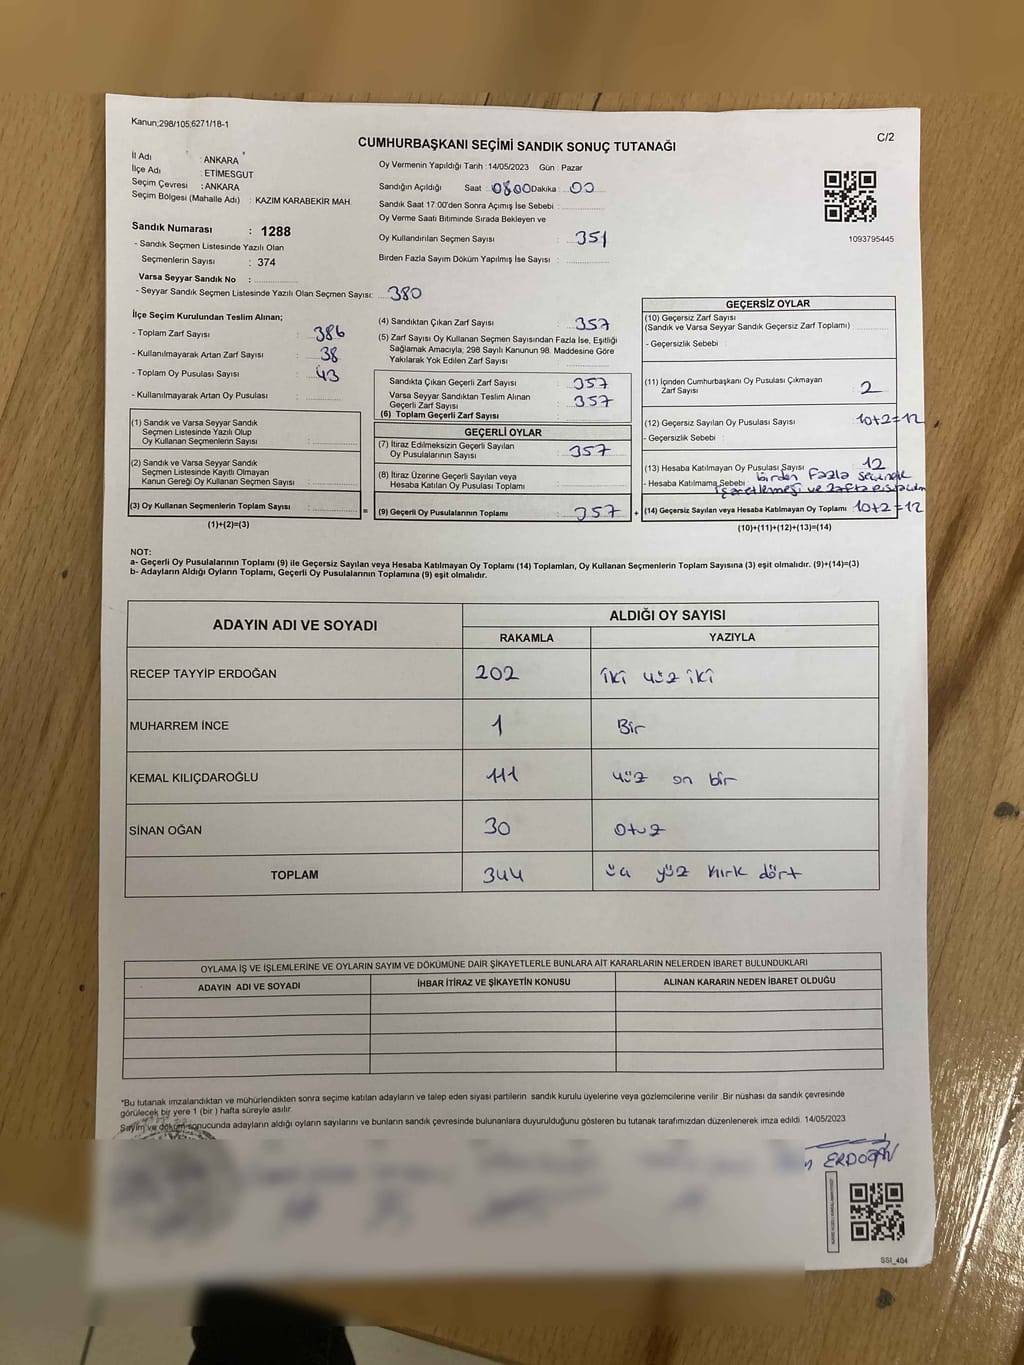 Kanun;298/105,6271/18-1
C/2
CUMHURBAŞKANI SEÇİMİ SANDIK SONUÇ TUTANAĞI
İl Adı : ANKARA
İlçe Adı : ETİMESGUT
Seçim Çevresi : ANKARA
Seçim Bölgesi (Mahalle Adı) : KAZIM KARABEKİR MAH.
Sandık Numarası : 1288
- Sandık Seçmen Listesinde Yazılı Olan
Seçmenlerin Sayısı : 374
Varsa Seyyar Sandık No :
- Seyyar Sandık Seçmen Listesinde Yazılı Olan Seçmen Sayısı: 380
Oy Vermenin Yapıldığı Tarih :14/05/2023 Gün : Pazar
Sandığın Açıldığı Saat : 0800 Dakika : 00
Sandık Saat 17:00'den Sonra Açımış İse Sebebi :
Oy Verme Saati Bitiminde Sırada Bekleyen ve
Oy Kullandırılan Seçmen Sayısı : 351
Birden Fazla Sayım Döküm Yapılmış İse Sayısı :
1093795445
İlçe Seçim Kurulundan Teslim Alınan;
- Toplam Zarf Sayısı : 386
- Kullanılmayarak Artan Zarf Sayısı : 38
- Toplam Oy Pusulası Sayısı : 43
- Kullanılmayarak Artan Oy Pusulası :
(1) Sandık ve Varsa Seyyar Sandık
Seçmen Listesinde Yazılı Olup
Oy Kullanan Seçmenlerin Sayısı :
(2) Sandık ve Varsa Seyyar Sandık
Seçmen Listesinde Kayıtlı Olmayan
Kanun Gereği Oy Kullanan Seçmen Sayısı :
(3) Oy Kullanan Seçmenlerin Toplam Sayısı : =
(1)+(2)=(3)
(4) Sandıktan Çıkan Zarf Sayısı : 357
(5) Zarf Sayısı Oy Kullanan Seçmen Sayısından Fazla İse, Eşitliği
Sağlamak Amacıyla, 298 Sayılı Kanunun 98. Maddesine Göre
Yakılarak Yok Edilen Zarf Sayısı :
Sandıkta Çıkan Geçerli Zarf Sayısı : 357
Varsa Seyyar Sandıktan Teslim Alınan
Geçerli Zarf Sayısı : 357
(6) Toplam Geçerli Zarf Sayısı :
GEÇERLİ OYLAR
(7) İtiraz Edilmeksizin Geçerli Sayılan
Oy Pusulalarının Sayısı : 357
(8) İtiraz Üzerine Geçerli Sayılan veya
Hesaba Katılan Oy Pusulası Toplamı :
(9) Geçerli Oy Pusulalarının Toplamı : 357 +
GEÇERSİZ OYLAR
(10) Geçersiz Zarf Sayısı
(Sandık ve Varsa Seyyar Sandık Geçersiz Zarf Toplamı)
- Geçersizlik Sebebi :
(11) İçinden Cumhurbaşkanı Oy Pusulası Çıkmayan
Zarf Sayısı : 2
(12) Geçersiz Sayılan Oy Pusulası Sayısı : 10+2=12
- Geçersizlik Sebebi :
(13) Hesaba Katılmayan Oy Pusulası Sayısı : 12
- Hesaba Katılmama Sebebi : birden fazla
işaretlemesi ve zafta
(14) Geçersiz Sayılan veya Hesaba Katılmayan Oy Toplamı 10+2=12
(10)+(11)+(12)+(13)=(14)
NOT:
a- Geçerli Oy Pusulalarının Toplamı (9) ile Geçersiz Sayılan veya Hesaba Katılmayan Oy Toplamı (14) Toplamları, Oy Kullanan Seçmenlerin Toplam Sayısına (3) eşit olmalıdır. (9)+(14)=(3)
b- Adayların Aldığı Oyların Toplamı, Geçerli Oy Pusulalarının Toplamına (9) eşit olmalıdır.
ADAYIN ADI VE SOYADI ALDIĞI OY SAYISI
RAKAMLA YAZIYLA
RECEP TAYYİP ERDOĞAN 202 iki yüz iki
MUHARREM İNCE 1 Bir
KEMAL KILIÇDAROĞLU 111 yüz on bir
SİNAN OĞAN 30 otuz
TOPLAM 344 yüz kırk dört
OYLAMA İŞ VE İŞLEMLERİNE VE OYLARIN SAYIM VE DÖKÜMÜNE DAİR ŞİKAYETLERLE BUNLARA AİT KARARLARIN NELERDEN İBARET BULUNDUKLARI
ADAYIN ADI VE SOYADI İHBAR İTİRAZ VE ŞİKAYETİN KONUSU ALINAN KARARIN NEDEN İBARET OLDUĞU
*Bu tutanak imzalandıktan ve mühürlendikten sonra seçime katılan adayların ve talep eden siyasi partilerin sandık kurulu üyelerine veya gözlemcilerine verilir .Bir nüshası da sandık çevresinde
görülecek bir yere 1 (bir ) hafta süreyle asılır.
Sayım ve döküm sonucunda adayların aldığı oyların sayılarını ve bunların sandık çevresinde bulunanlara duyurulduğunu gösteren bu tutanak tarafımızdan düzenlenerek imza edildi. 14/05/2023
ERDOĞAN
SSI_404